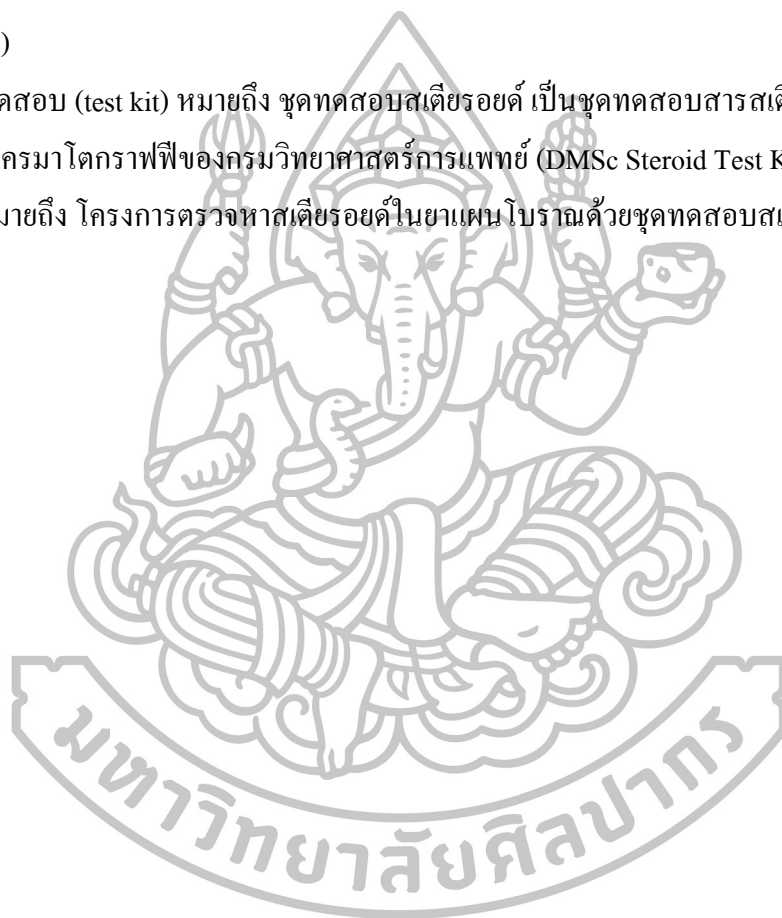 )
ดสอบ (test kit) หมายถึง ชุดทดสอบสเตียรอยด์ เป็นชุดทดสอบสารสเตี
ครมาโตกราฟฟีของกรมวิทยาศาสตร์การแพทย์ (DMSc Steroid Test K
มายถึง โครงการตรวจหาสเตียรอยด์ในยาแผนโบราณด้วยชุดทดสอบสเ
มหาวิทยาลัยศิลปากร